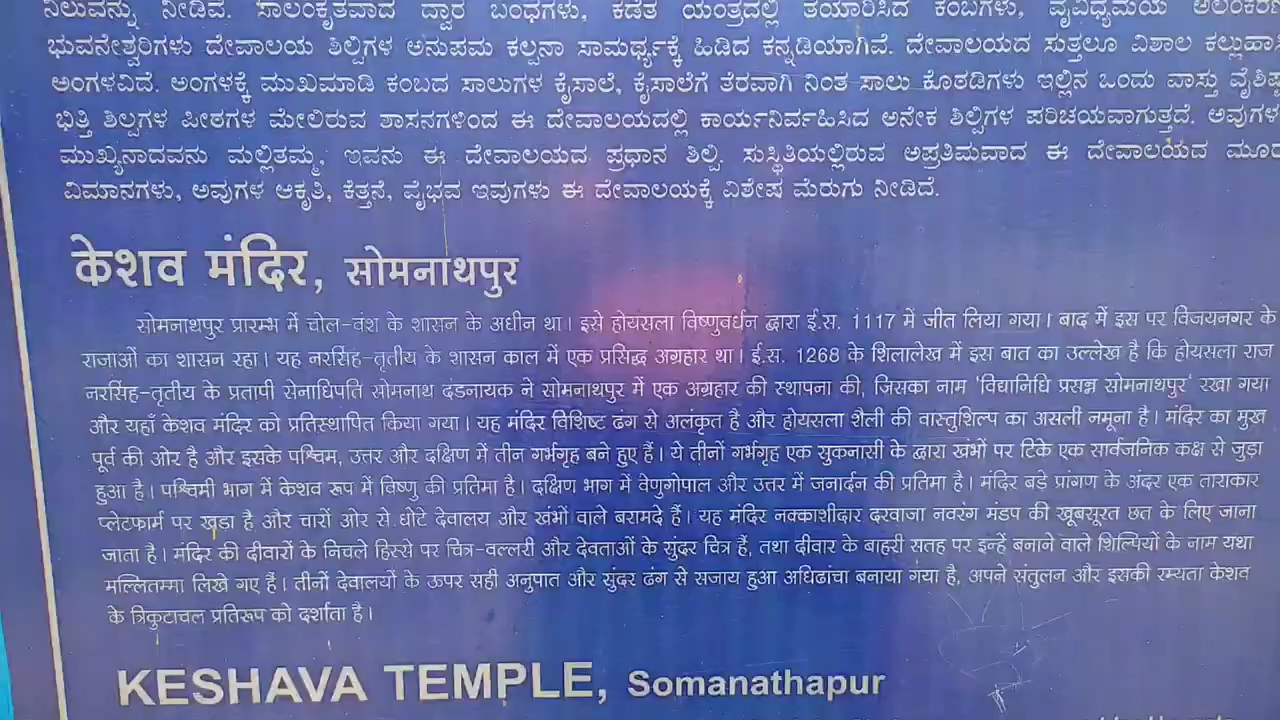 ನಿಲುವನ್ನು ನೀಡಿವೆ. ಸಾಲಂಕೃತವಾದ ದ್ವಾರ ಬಂಧಗಳು, ಕಡೆತ ಯಂತ್ರದಲ್ಲಿ ತಯಾರಿಸಿದ ಕಂಬಗಳು, ವೈವಿಧ್ಯಮಯ
ಭುವನೇಶ್ವರಿಗಳು ದೇವಾಲಯ ಶಿಲ್ಪಿಗಳ ಅನುಪಮ ಕಲ್ಪನಾ ಸಾಮರ್ಥ್ಯಕ್ಕೆ ಹಿಡಿದ ಕನ್ನಡಿಯಾಗಿವೆ. ದೇವಾಲಯದ ಸುತ್ತಲೂ ವಿಶಾಲ
ಅಂಗಳವಿದೆ. ಅಂಗಳಕ್ಕೆ ಮುಖಮಾಡಿ ಕಂಬದ ಸಾಲುಗಳ ಕೈಸಾಲೆ, ಕೈಸಾಲೆಗೆ ತೆರವಾಗಿ ನಿಂತ ಸಾಲು ಕೊಠಡಿಗಳು ಇಲ್ಲಿನ ಒಂದು ವಾಸ್ತು
ಭಿತ್ತಿ ಶಿಲ್ಪಗಳ ಪೀಠಗಳ ಮೇಲಿರುವ ಶಾಸನಗಳಿಂದ ಈ ದೇವಾಲಯದಲ್ಲಿ ಕಾರ್ಯನಿರ್ವಹಿಸಿದ ಅನೇಕ ಶಿಲ್ಪಿಗಳ ಪರಿಚಯವಾಗುತ್ತದೆ. ಅವುಗಳ
ಮುಖ್ಯನಾದವನು ಮಲ್ಲಿತಮ್ಮ, ಇವನು ಈ ದೇವಾಲಯದ ಪ್ರಧಾನ ಶಿಲ್ಪಿ. ಸುಸ್ಥಿತಿಯಲ್ಲಿರುವ ಅಪ್ರತಿಮವಾದ ಈ ದೇವಾಲಯದ
ವಿಮಾನಗಳು, ಅವುಗಳ ಆಕೃತಿ, ಕೆತ್ತನೆ, ವೈಭವ ಇವುಗಳು ಈ ದೇವಾಲಯಕ್ಕೆ ವಿಶೇಷ ಮೆರುಗು ನೀಡಿದೆ.
केशव मंदिर, सोमनाथपुर
सोमनाथपुर प्रारम्भ में चोल-वंश के शासन के अधीन था। इसे होयसला विष्णुवर्धन द्वारा ई.स. 1117 में जीत लिया गया। बाद में इस पर विजयनगर के
राजाओं का शासन रहा। यह नरसिंह-तृतीय के शासन काल में एक प्रसिद्ध अग्रहार था। ई.स. 1268 के शिलालेख में इस बात का उल्लेख है कि होयसला राज
नरसिंह-तृतीय के प्रतापी सेनाधिपति सोमनाथ दंडनायक ने सोमनाथपुर में एक अग्रहार की स्थापना की, जिसका नाम 'विद्यानिधि प्रसन्न सोमनाथपुर' रखा गया
और यहाँ केशव मंदिर को प्रतिस्थापित किया गया। यह मंदिर विशिष्ट ढंग से अलंकृत है और होयसला शैली की वास्तुशिल्प का असली नमूना है। मंदिर का मुख
पूर्व की ओर है और इसके पश्चिम, उत्तर और दक्षिण में तीन गर्भगृह बने हुए हैं। ये तीनों गर्भगृह एक सुकनासी के द्वारा खंभों पर टिके एक सार्वजनिक कक्ष से जुड़ा
हुआ है। पश्चिमी भाग में केशव रूप में विष्णु की प्रतिमा है। दक्षिण भाग में वेणुगोपाल और उत्तर में जनार्दन की प्रतिमा है। मंदिर बड़े प्रांगण के अंदर एक ताराकार
प्लेटफार्म पर खड़ा है और चारों ओर से छोटे देवालय और खंभों वाले बरामदे हैं। यह मंदिर नक्काशीदार दरवाजा नवरंग मंडप की खूबसूरत छत के लिए जाना
जाता है। मंदिर की दीवारों के निचले हिस्से पर चित्र-वल्लरी और देवताओं के सुंदर चित्र हैं, तथा दीवार के बाहरी सतह पर इन्हें बनाने वाले शिल्पियों के नाम यथा
मल्लितम्मा लिखे गए हैं। तीनों देवालयों के ऊपर सही अनुपात और सुंदर ढंग से सजाय हुआ अधिढांचा बनाया गया है, अपने संतुलन और इसकी रम्यता केशव
के त्रिकुटाचल प्रतिरूप को दर्शाता है।
KESHAVA TEMPLE, Somanathapur